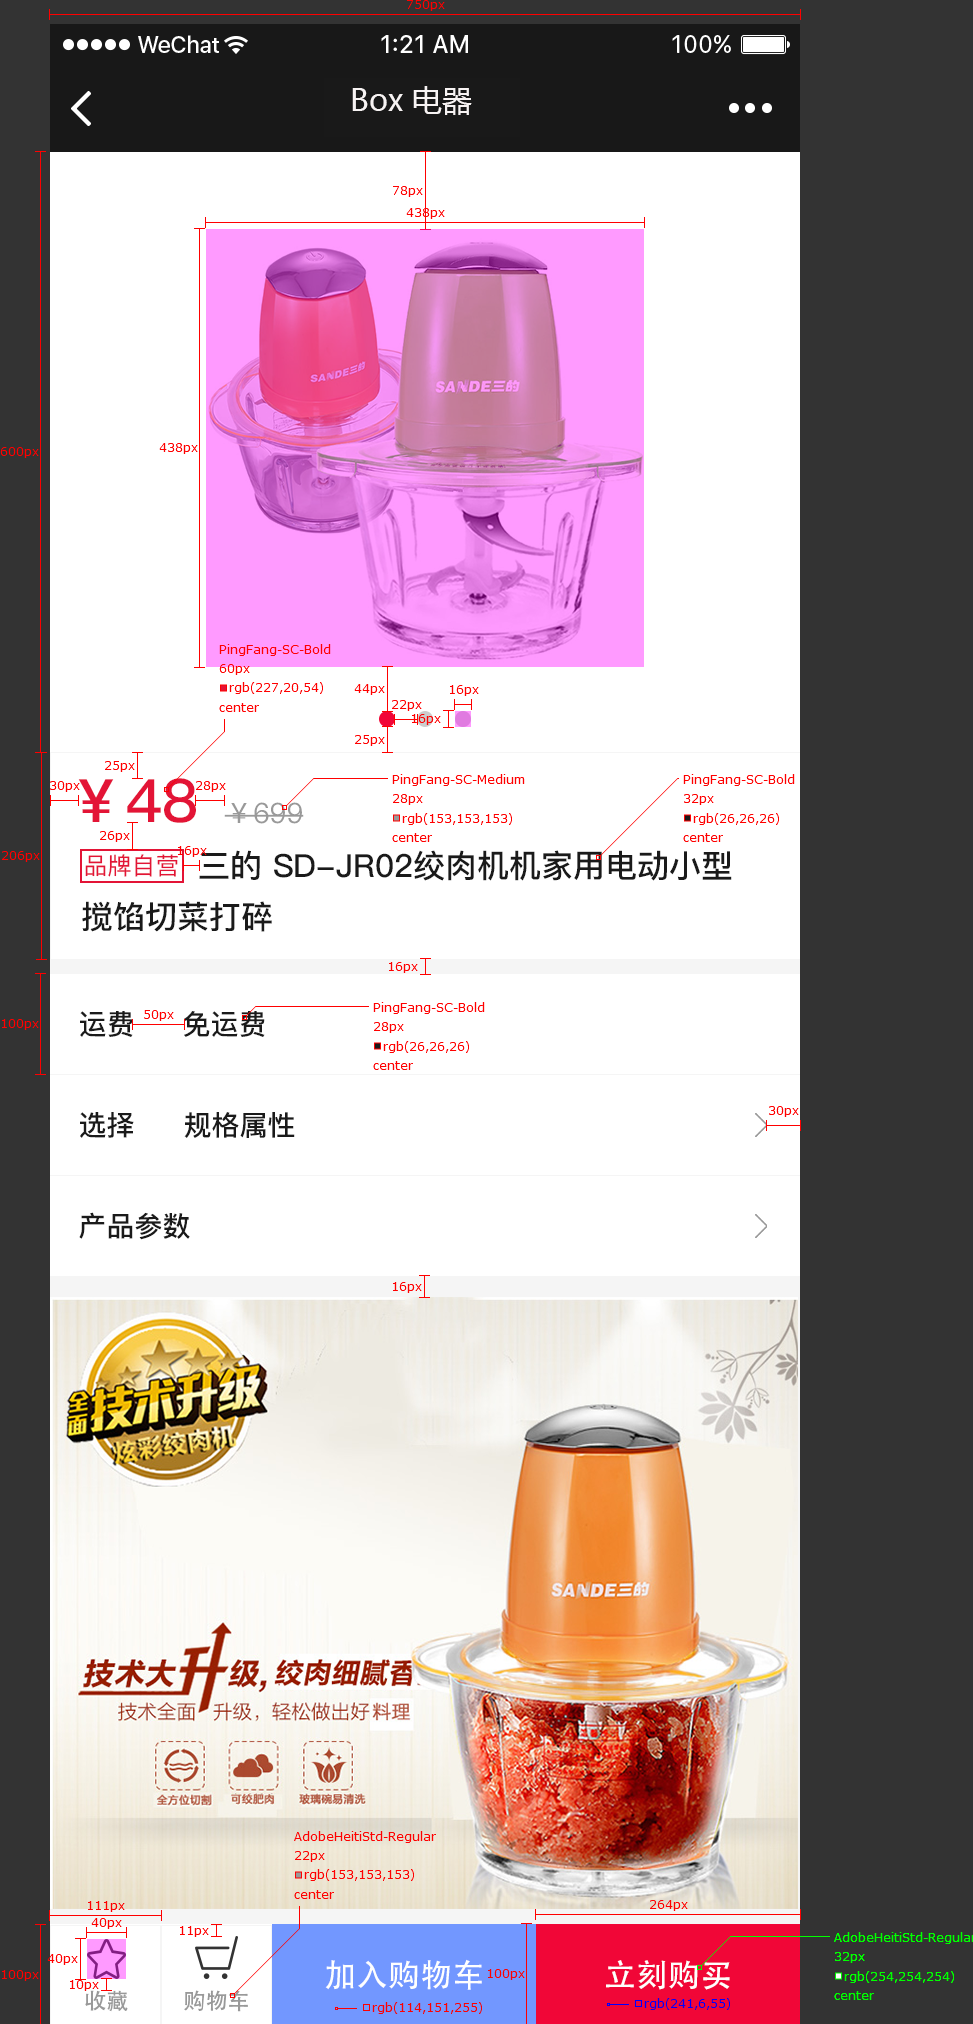 750px
WeChat 1:21 AM 100%
Box 电器
78px
438px
SANDE三的
SANDE三的
438px
600px
PingFang-SC-Bold
60px
rgb(227,20,54)
center
44px
22px
16px
16px
25px
25px
30px
¥ 48
28px
¥ 699
PingFang-SC-Medium
28px
rgb(153,153,153)
center
PingFang-SC-Bold
32px
rgb(26,26,26)
center
26px
206px
品牌自营
16px
三的 SD-JR02绞肉机机家用电动小型
搅馅切菜打碎
16px
100px
运费
50px
免运费
PingFang-SC-Bold
28px
rgb(26,26,26)
center
选择 规格属性
30px
产品参数
16px
全面
技术升级
炫彩绞肉机
SANDE三的
技术大升级,绞肉细腻香
技术全面 升级，轻松做出好料理
全方位切割 可绞肥肉 玻璃碗易清洗
AdobeHeitiStd-Regular
22px
rgb(153,153,153)
center
111px
264px
40px
11px
40px
10px
100px
收藏
购物车
加入购物车
100px
rgb(114,151,255)
立刻购买
rgb(241,6,55)
AdobeHeitiStd-Regular
32px
rgb(254,254,254)
center